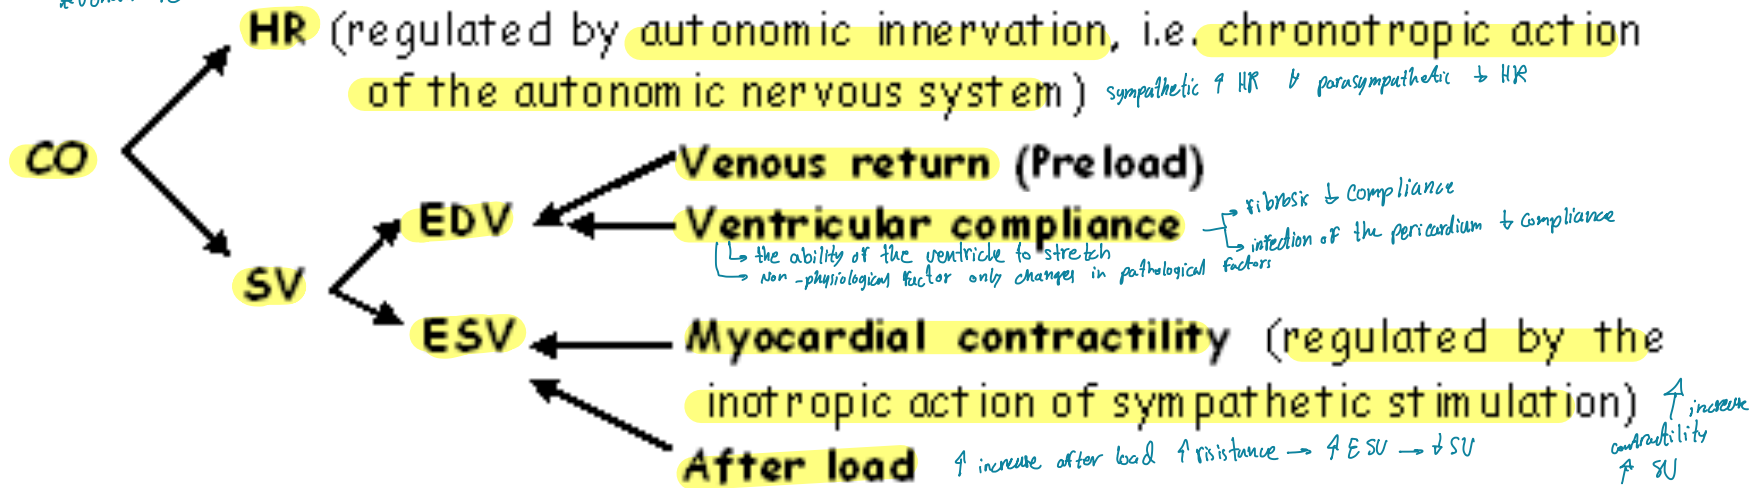 HR (regulated by autonomic innervation, i.e. chronotropic action
of the autonomic nervous system) sympathetic ↑ HR & parasympathetic ↓ HR
CO
Venous return (Preload)
EDV
Ventricular compliance
fibrosis ↓ compliance
infection of the pericardium ↓ compliance
the ability of the ventricle to stretch
Non-physiological factor only changes in pathological factors
SV
ESV
Myocardial contractility (regulated by the
inotropic action of sympathetic stimulation)
↑ increase
contractility
↑ SV
After load ↑ increase after load ↑ risistance → ↑ ESV → ↓ SV